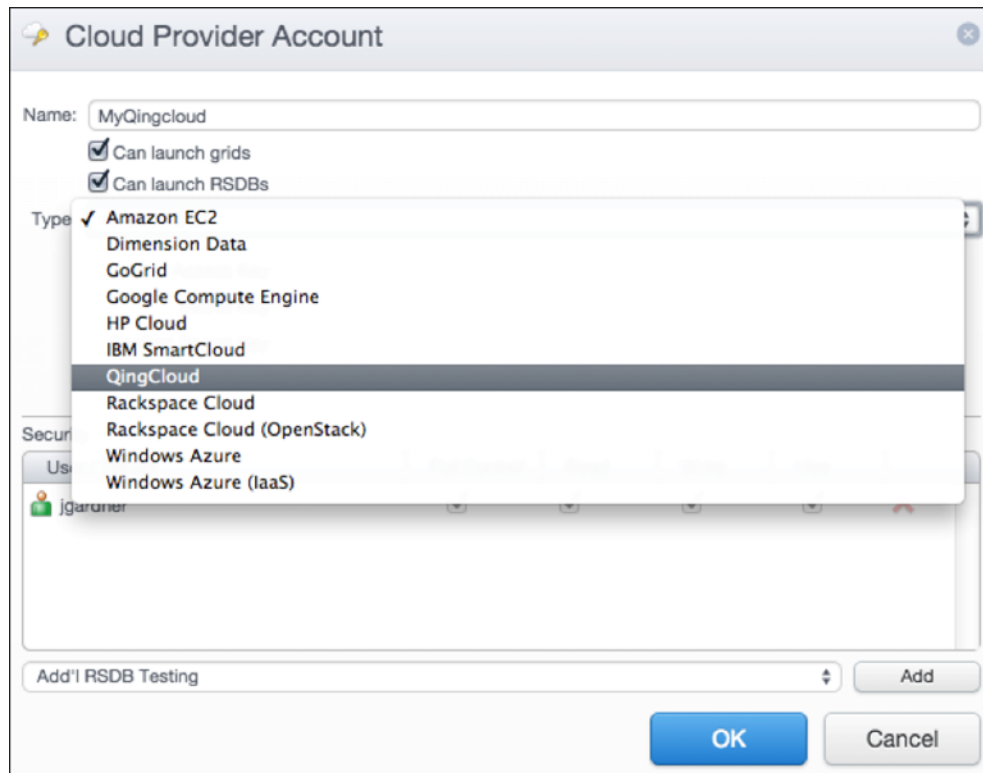 Cloud Provider Account
Name: MyQingcloud
Can launch grids
Can launch RSDBs
Type
Amazon EC2
Dimension Data
GoGrid
Google Compute Engine
HP Cloud
IBM SmartCloud
QingCloud
Rackspace Cloud
Rackspace Cloud (OpenStack)
Windows Azure
Windows Azure (IaaS)
jgardner
Add'l RSDB Testing
Add
OK
Cancel